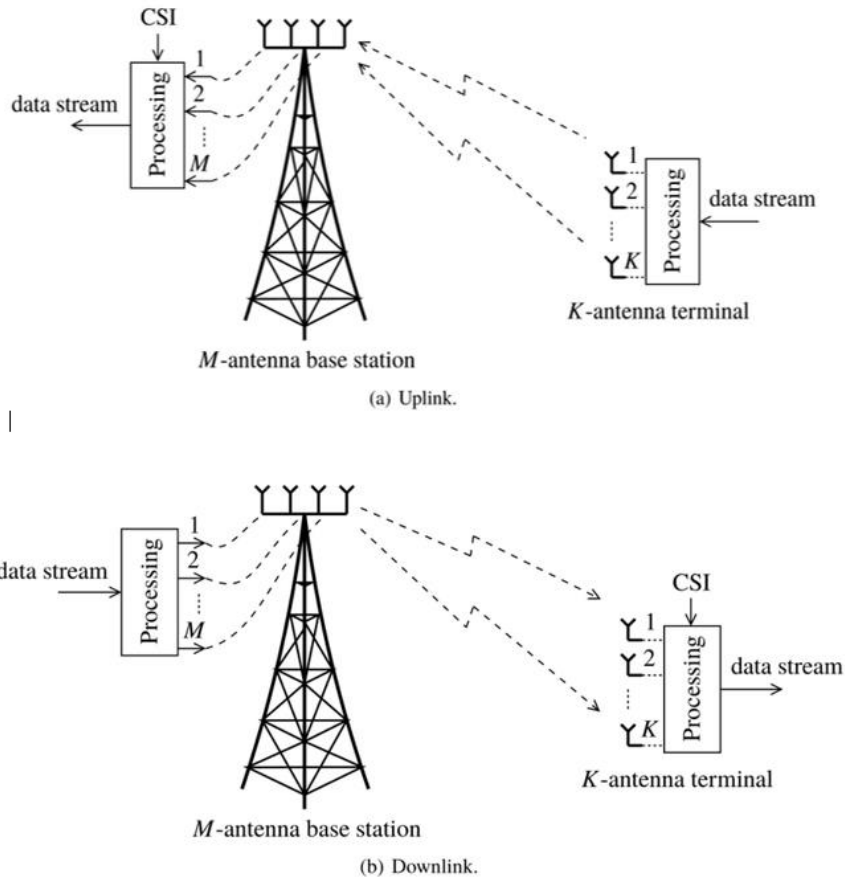 CSI
1
data stream
2
Processing
M
1
2
data stream
K
Processing
K-antenna terminal
M-antenna base station
(a) Uplink.
1
data stream
2
Processing
M
CSI
1
2
data stream
K
Processing
K-antenna terminal
M-antenna base station
(b) Downlink.